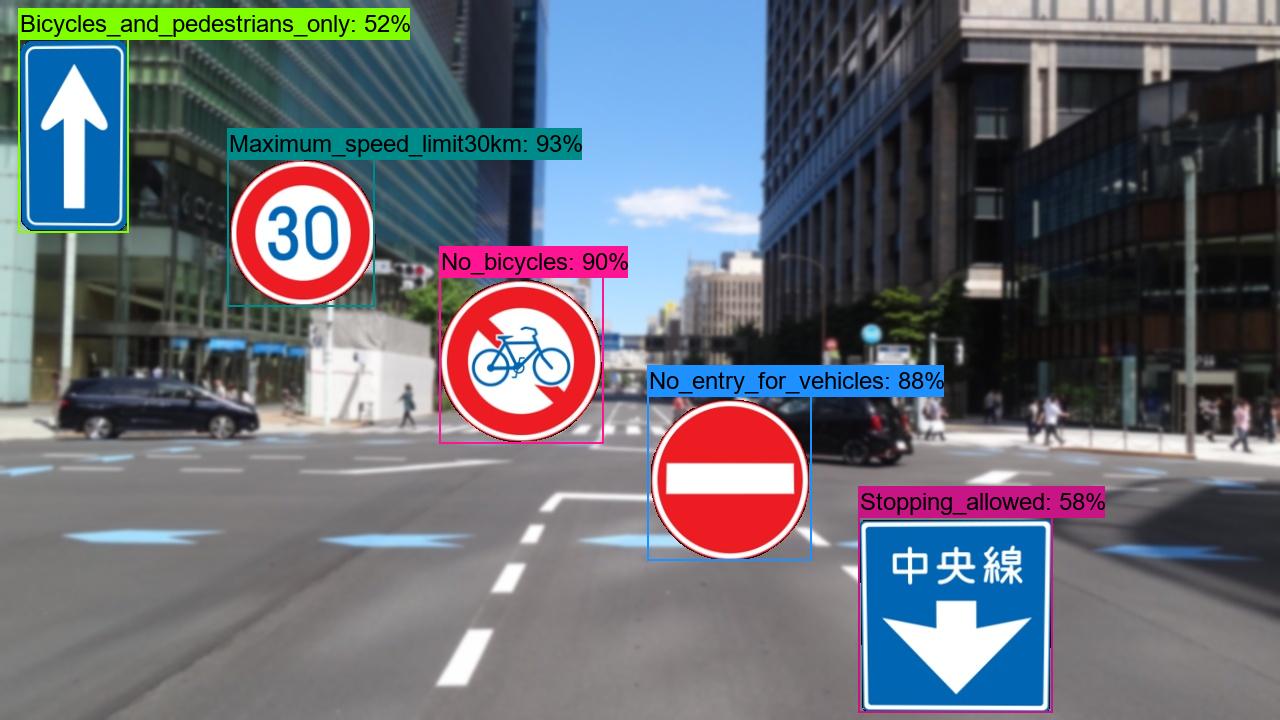 Bicycles_and_pedestrians_only: 52%
Maximum_speed_limit30km: 93%
30
No_bicycles: 90%
No_entry_for_vehicles: 88%
Stopping_allowed: 58%
中央線